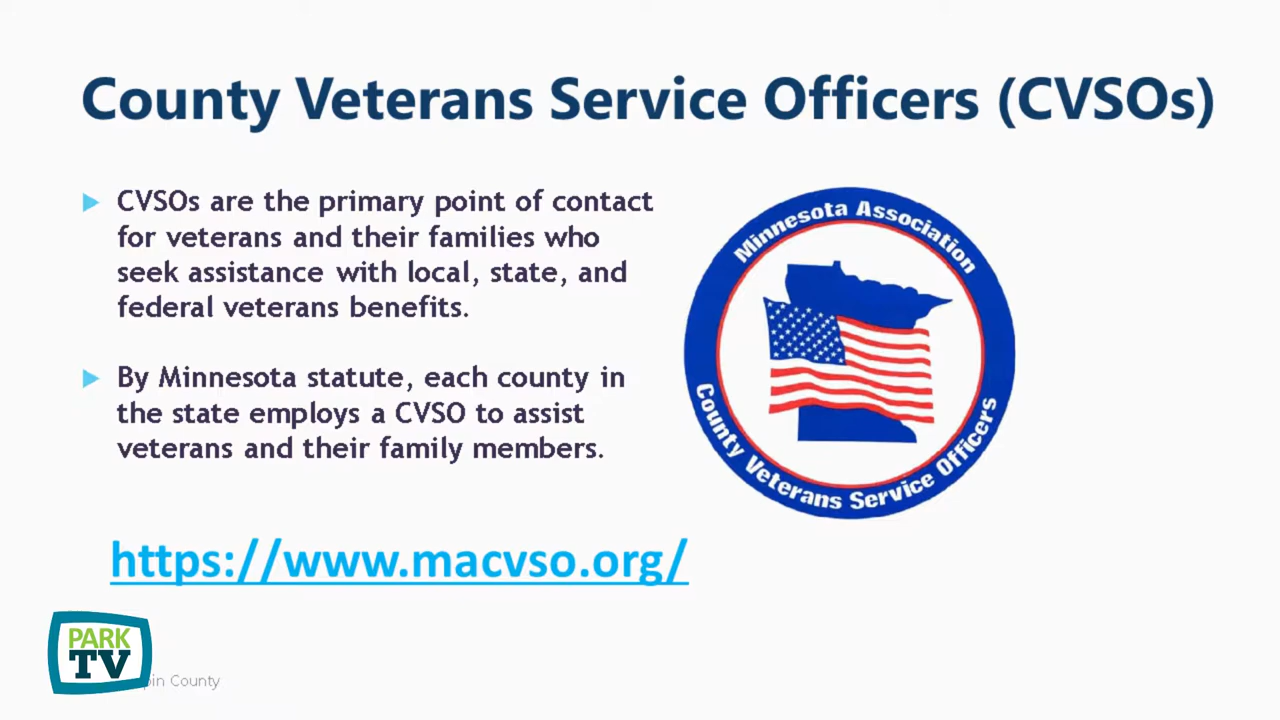 County Veterans Service Officers (CVSOs)
CVSOs are the primary point of contact
for veterans and their families who
seek assistance with local, state, and
federal veterans benefits.
By Minnesota statute, each county in
the state employs a CVSO to assist
veterans and their family members.
Minnesota Association
County Veterans Service Officers
https://www.macvso.org/
PARK
TV
County